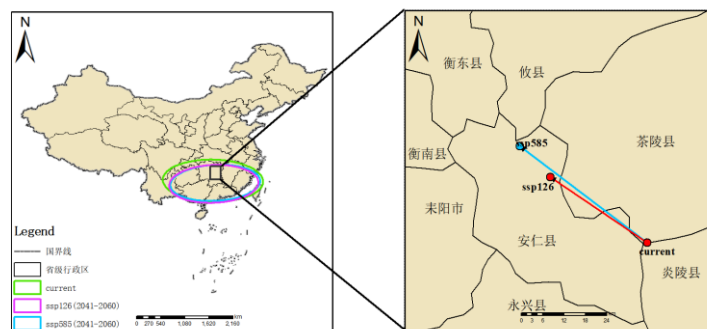 N
Legend
国界线
省级行政区
current
ssp126(2041-2060)
ssp585(2041-2060)
0 270 540 1,080 1,620 2,160
km
N
衡东县
攸县
衡南县
茶陵县
耒阳市
安仁县
永兴县
炎陵县
sp585
ssp126
current
0 3 6 12 18 24
km